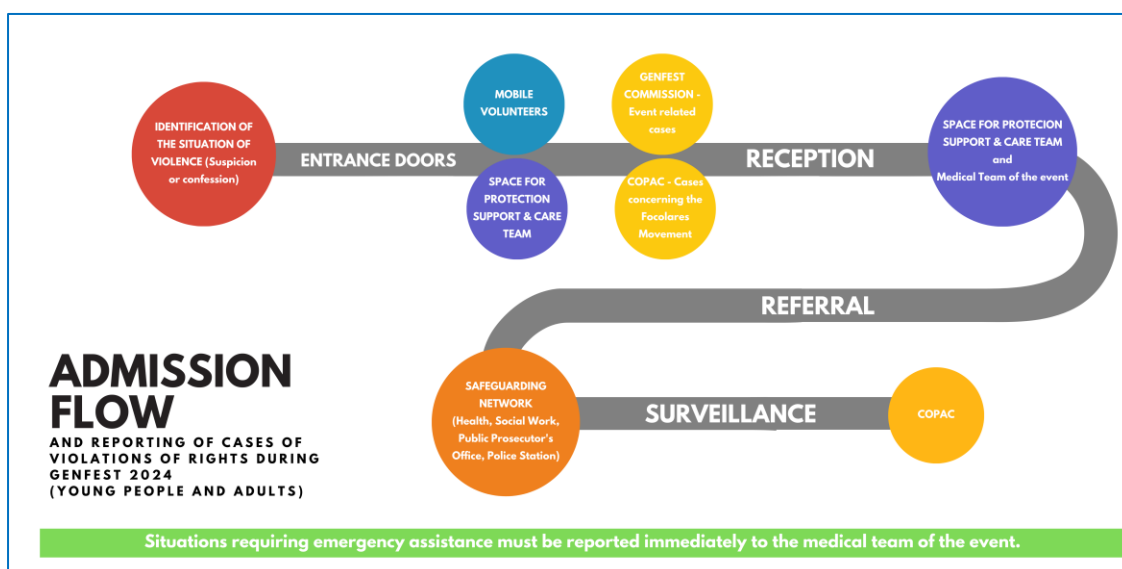 IDENTIFICATION OF
THE SITUATION OF
VIOLENCE (Suspicion
or confession)
ENTRANCE DOORS
MOBILE
VOLUNTEERS
SPACE FOR
PROTECTION
SUPPORT & CARE
TEAM
GENFEST
COMMISSION -
Event related
cases
COPAC - Cases
concerning the
Focolares
Movement
RECEPTION
SPACE FOR PROTECION
SUPPORT & CARE TEAM
and
Medical Team of the event
REFERRAL
SAFEGUARDING
NETWORK
(Health, Social Work,
Public Prosecutor's
Office, Police Station)
SURVEILLANCE
COPAC
ADMISSION
FLOW
AND REPORTING OF CASES OF
VIOLATIONS OF RIGHTS DURING
GENFEST 2024
(YOUNG PEOPLE AND ADULTS)
Situations requiring emergency assistance must be reported immediately to the medical team of the event.